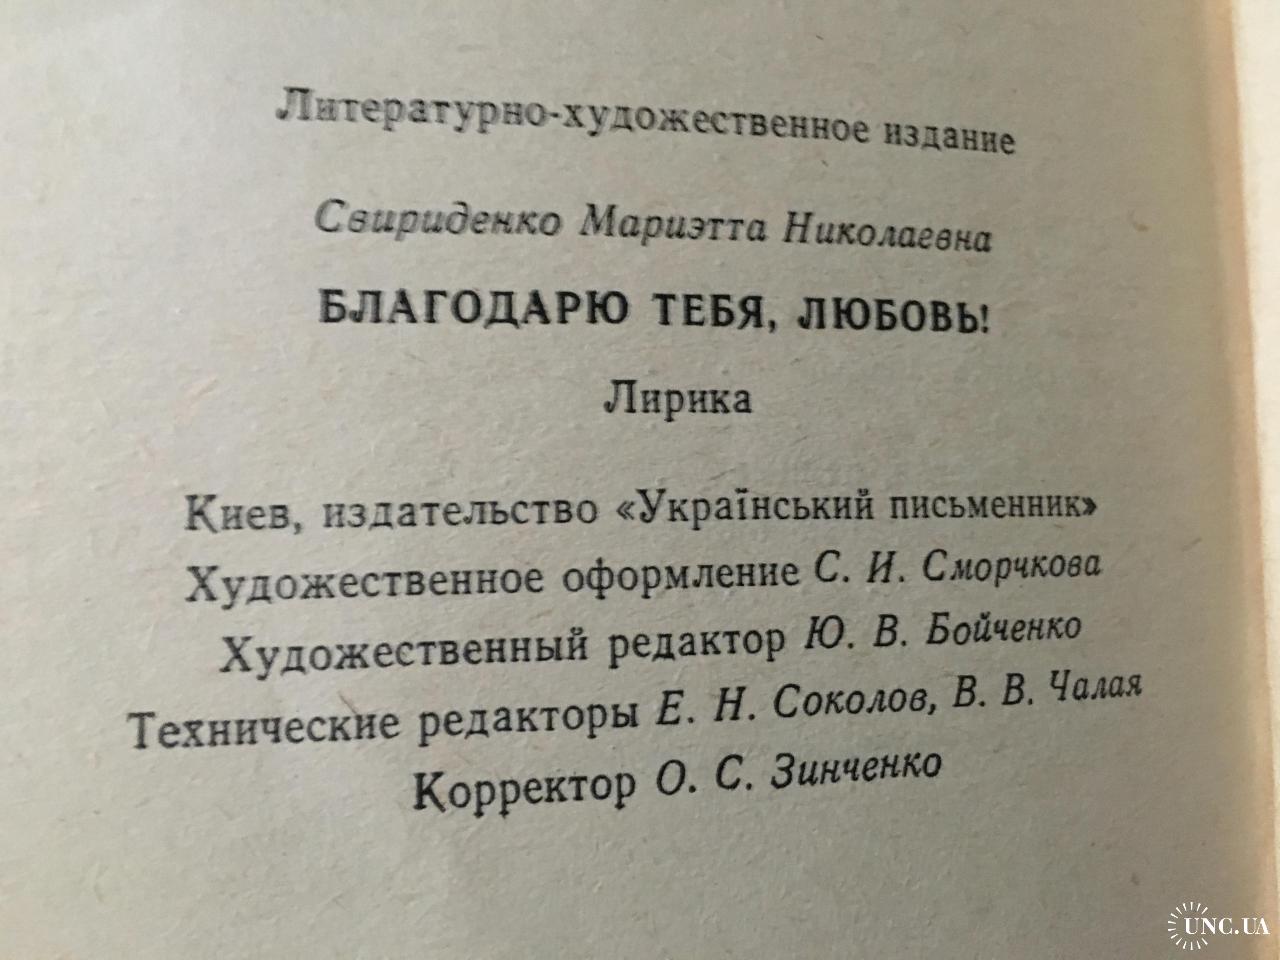 Литературно-художественное издание
Свириденко Мариэтта Николаевна
БЛАГОДАРЮ ТЕБЯ, ЛЮБОВЬ!
Лирика
Киев, издательство «Український письменник»
Художественное оформление С. И. Сморчкова
Художественный редактор Ю. В. Бойченко
Технические редакторы Е. Н. Соколов, В. В. Чалая
Корректор О. С. Зинченко
UNC.UA